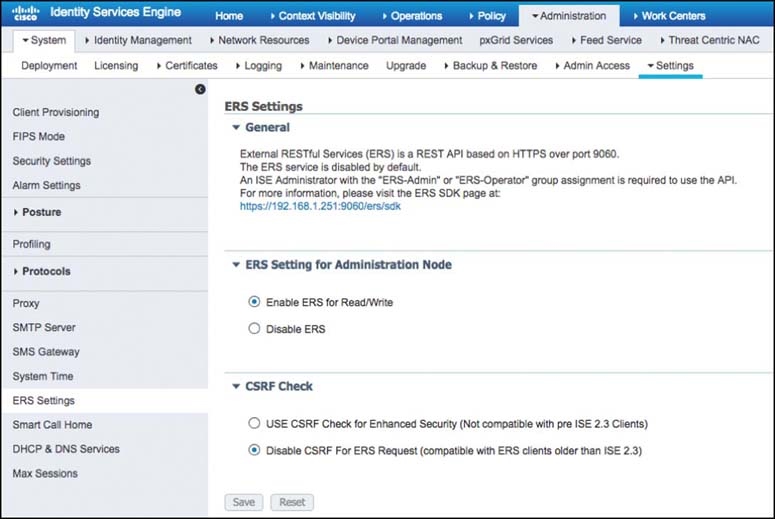 cisco Identity Services Engine Home Context Visibility Operations Policy Administration Work Centers
System Identity Management Network Resources Device Portal Management pxGrid Services Feed Service Threat Centric NAC
Deployment Licensing Certificates Logging Maintenance Upgrade Backup & Restore Admin Access Settings
Client Provisioning
FIPS Mode
Security Settings
Alarm Settings
Posture
Profiling
Protocols
Proxy
SMTP Server
SMS Gateway
System Time
ERS Settings
Smart Call Home
DHCP & DNS Services
Max Sessions
ERS Settings
General
External RESTful Services (ERS) is a REST API based on HTTPS over port 9060.
The ERS service is disabled by default.
An ISE Administrator with the "ERS-Admin" or "ERS-Operator" group assignment is required to use the API.
For more information, please visit the ERS SDK page at:
https://192.168.1.251:9060/ers/sdk
ERS Setting for Administration Node
Enable ERS for Read/Write
Disable ERS
CSRF Check
USE CSRF Check for Enhanced Security (Not compatible with pre ISE 2.3 Clients)
Disable CSRF For ERS Request (compatible with ERS clients older than ISE 2.3)
Save Reset